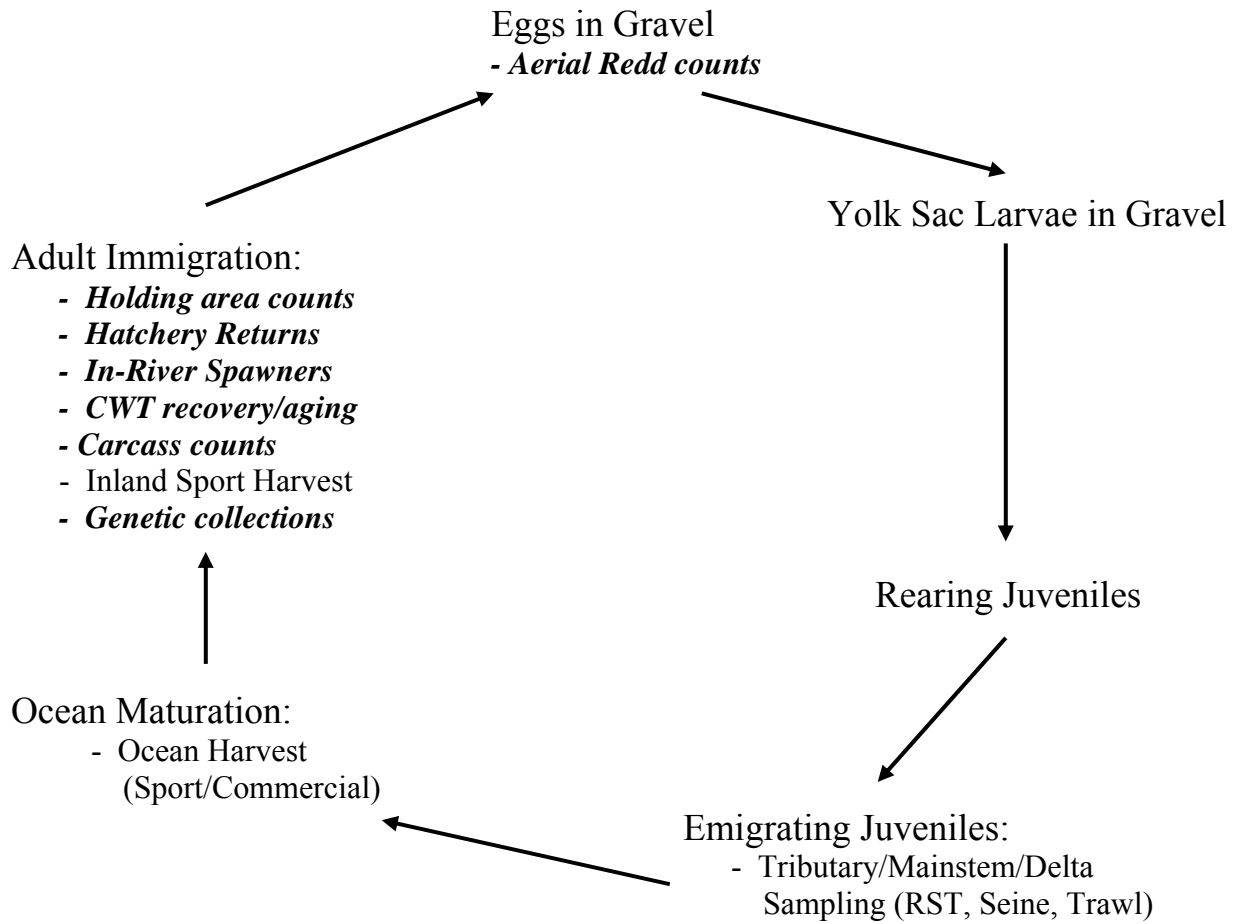 Eggs in Gravel
- Aerial Redd counts
Yolk Sac Larvae in Gravel
Adult Immigration:
- Holding area counts
- Hatchery Returns
- In-River Spawners
- CWT recovery/aging
- Carcass counts
- Inland Sport Harvest
- Genetic collections
Rearing Juveniles
Ocean Maturation:
- Ocean Harvest
(Sport/Commercial)
Emigrating Juveniles:
- Tributary/Mainstem/Delta
Sampling (RST, Seine, Trawl)